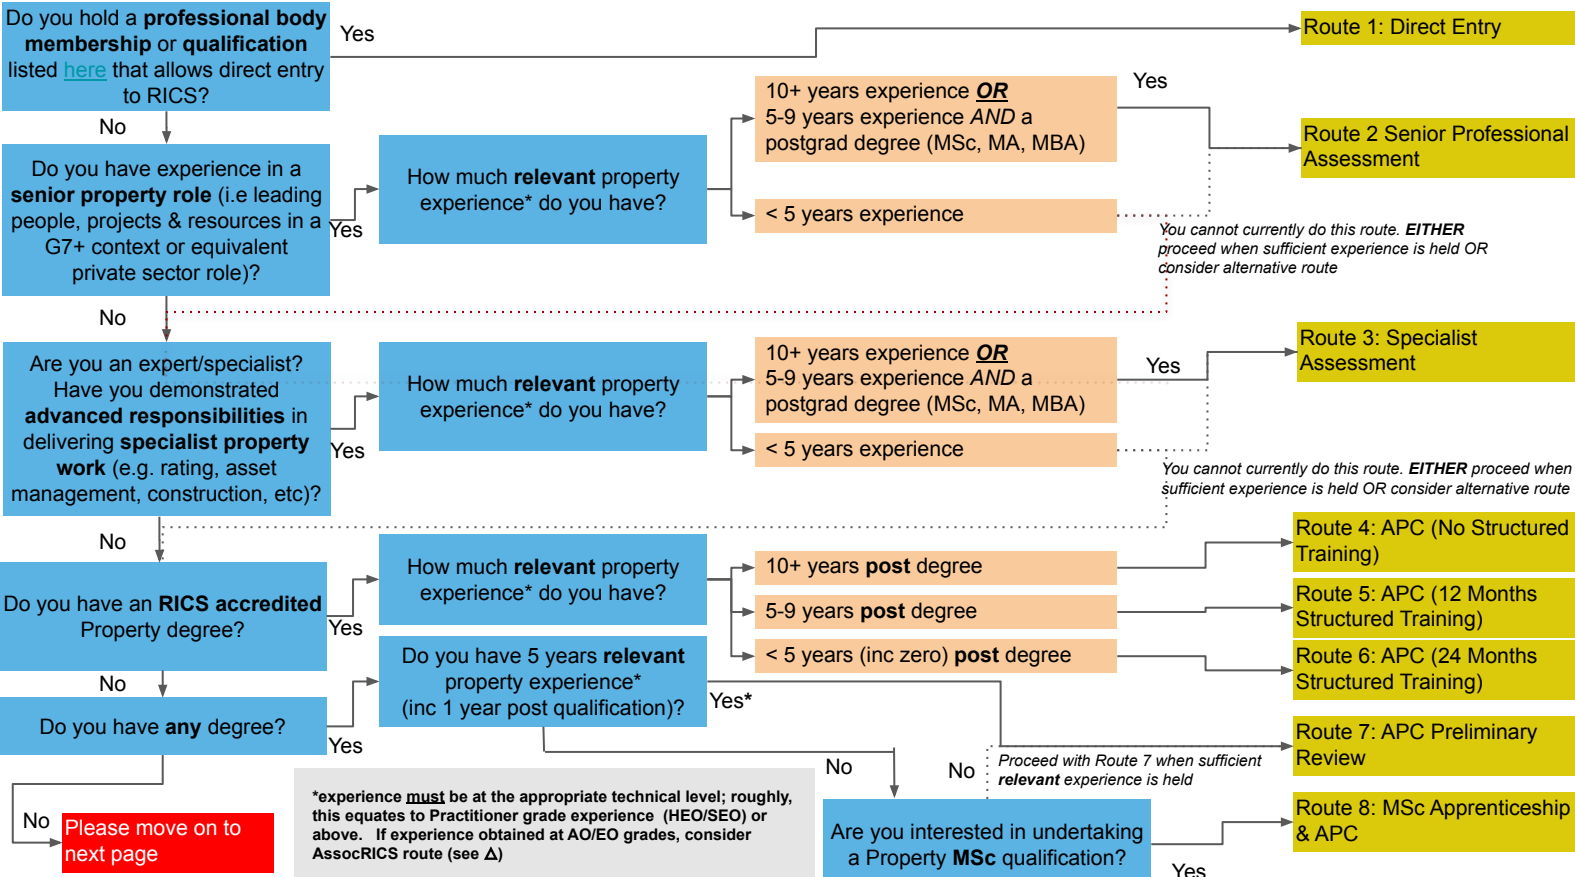 Do you hold a professional body
membership or qualification
listed here that allows direct entry
to RICS?
Yes
Route 1: Direct Entry
No
Do you have experience in a
senior property role (i.e leading
people, projects & resources in a
G7+ context or equivalent
private sector role)?
Yes
How much relevant property
experience* do you have?
10+ years experience OR
5-9 years experience AND a
postgrad degree (MSc, MA, MBA)
Yes
Route 2 Senior Professional
Assessment
< 5 years experience
You cannot currently do this route. EITHER
proceed when sufficient experience is held OR
consider alternative route
No
Are you an expert/specialist?
Have you demonstrated
advanced responsibilities in
delivering specialist property
work (e.g. rating, asset
management, construction, etc)?
Yes
How much relevant property
experience* do you have?
10+ years experience OR
5-9 years experience AND a
postgrad degree (MSc, MA, MBA)
Yes
Route 3: Specialist
Assessment
< 5 years experience
You cannot currently do this route. EITHER proceed when
sufficient experience is held OR consider alternative route
No
Do you have an RICS accredited
Property degree?
Yes
How much relevant property
experience* do you have?
10+ years post degree
Route 4: APC (No Structured
Training)
5-9 years post degree
Route 5: APC (12 Months
Structured Training)
< 5 years (inc zero) post degree
Route 6: APC (24 Months
Structured Training)
No
Do you have any degree?
Yes
Do you have 5 years relevant
property experience*
(inc 1 year post qualification)?
Yes*
Route 7: APC Preliminary
Review
No
No
Proceed with Route 7 when sufficient
relevant experience is held
Are you interested in undertaking
a Property MSc qualification?
Yes
Route 8: MSc Apprenticeship
& APC
No
Please move on to
next page
*experience must be at the appropriate technical level; roughly,
this equates to Practitioner grade experience (HEO/SEO) or
above. If experience obtained at AO/EO grades, consider
AssocRICS route (see Δ)